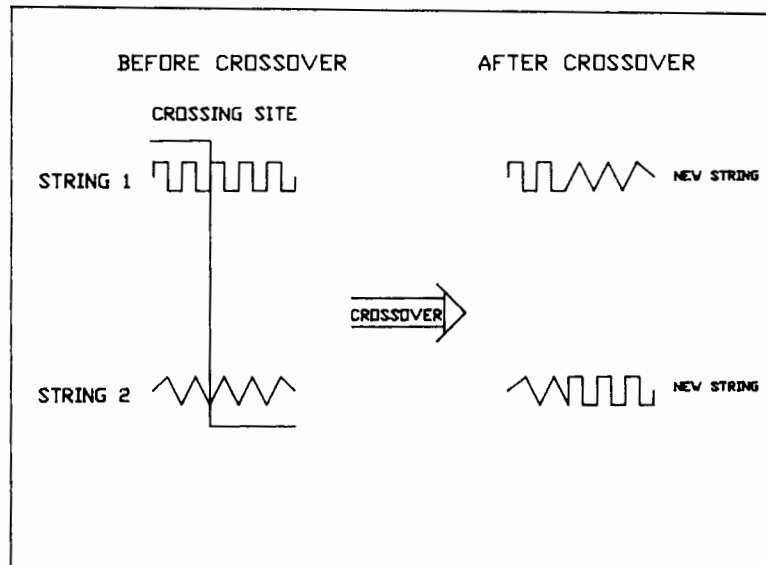 BEFORE CROSSOVER
AFTER CROSSOVER
CROSSING SITE
STRING 1
NEW STRING
CROSSOVER
STRING 2
NEW STRING